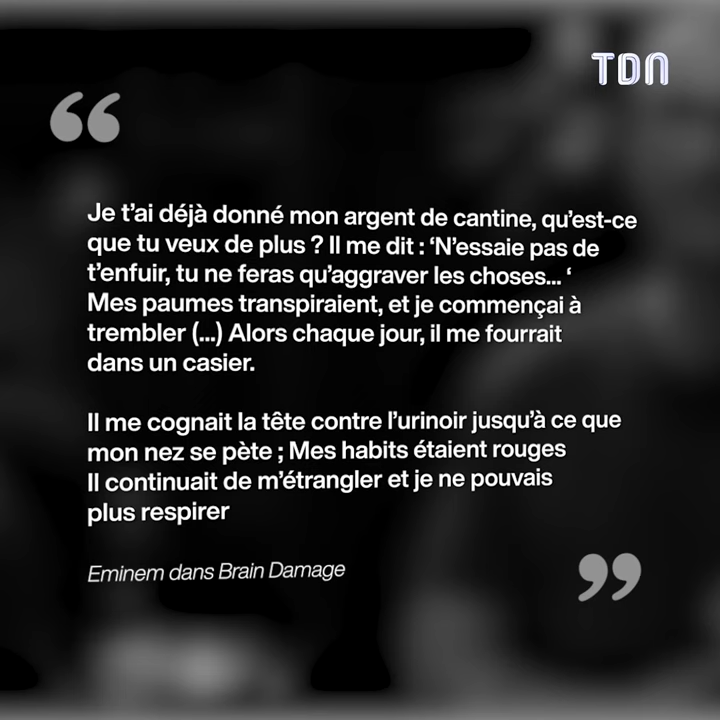 TDN
“
Je t’ai déjà donné mon argent de cantine, qu’est-ce
que tu veux de plus ? Il me dit : ‘N’essaie pas de
t’enfuir, tu ne feras qu’aggraver les choses... ‘
Mes paumes transpiraient, et je commençai à
trembler (...) Alors chaque jour, il me fourrait
dans un casier.
Il me cognait la tête contre l’urinoir jusqu’à ce que
mon nez se pète ; Mes habits étaient rouges
Il continuait de m’étrangler et je ne pouvais
plus respirer
Eminem dans Brain Damage
”